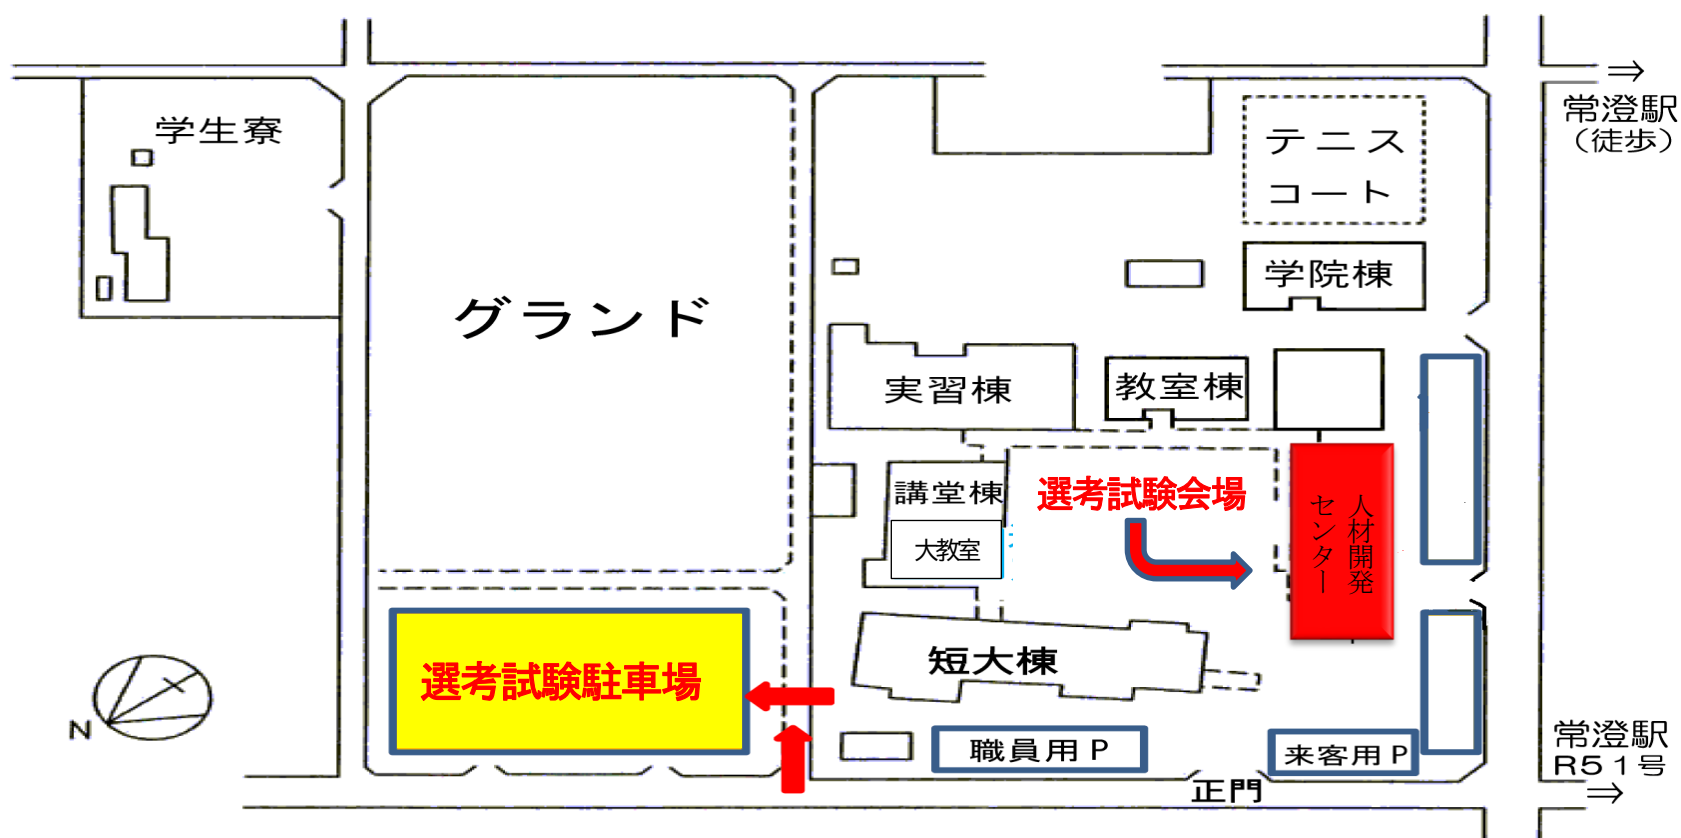 ⇒
常澄駅
（徒歩）
学生寮
テニス
コート
学院棟
グランド
実習棟
教室棟
講堂棟
大教室
選考試験会場
人材開発
センター
短大棟
選考試験駐車場
N
職員用Ｐ
来客用Ｐ
正門
常澄駅
R５１号
⇒